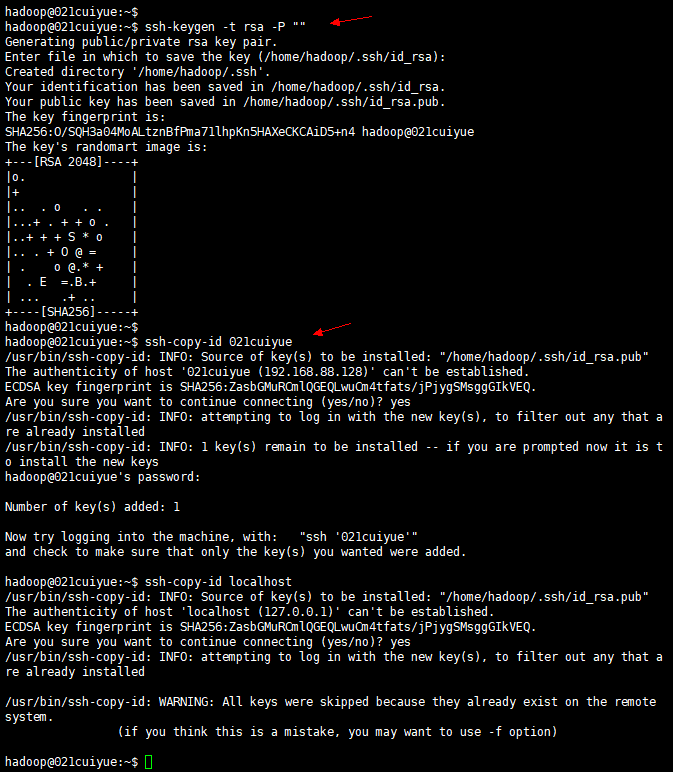 hadoop@021cuiyue:~$
hadoop@021cuiyue:~$ ssh-keygen -t rsa -P ""
Generating public/private rsa key pair.
Enter file in which to save the key (/home/hadoop/.ssh/id_rsa):
Created directory '/home/hadoop/.ssh'.
Your identification has been saved in /home/hadoop/.ssh/id_rsa.
Your public key has been saved in /home/hadoop/.ssh/id_rsa.pub.
The key fingerprint is:
SHA256:O/SQH3a04MoALtznBfPma71lhpKn5HAXeCKCAiD5+n4 hadoop@021cuiyue
The key's randomart image is:
+---[RSA 2048]----+
|o.               |
|+                |
|..  . o   . .    |
|...+ . + + o .   |
|..+ + + S * o    |
|.. . + O @ =     |
| .    o @.* +    |
|  . E  =.B.+     |
| ...   .+ ..     |
+----[SHA256]-----+
hadoop@021cuiyue:~$
hadoop@021cuiyue:~$ ssh-copy-id 021cuiyue
/usr/bin/ssh-copy-id: INFO: Source of key(s) to be installed: "/home/hadoop/.ssh/id_rsa.pub"
The authenticity of host '021cuiyue (192.168.88.128)' can't be established.
ECDSA key fingerprint is SHA256:ZasbGMuRCmlQGEQLwuCm4tfats/jPjygSMsggGIkVEQ.
Are you sure you want to continue connecting (yes/no)? yes
/usr/bin/ssh-copy-id: INFO: attempting to log in with the new key(s), to filter out any that a
re already installed
/usr/bin/ssh-copy-id: INFO: 1 key(s) remain to be installed -- if you are prompted now it is t
o install the new keys
hadoop@021cuiyue's password:
Number of key(s) added: 1
Now try logging into the machine, with:   "ssh '021cuiyue'"
and check to make sure that only the key(s) you wanted were added.
hadoop@021cuiyue:~$ ssh-copy-id localhost
/usr/bin/ssh-copy-id: INFO: Source of key(s) to be installed: "/home/hadoop/.ssh/id_rsa.pub"
The authenticity of host 'localhost (127.0.0.1)' can't be established.
ECDSA key fingerprint is SHA256:ZasbGMuRCmlQGEQLwuCm4tfats/jPjygSMsggGIkVEQ.
Are you sure you want to continue connecting (yes/no)? yes
/usr/bin/ssh-copy-id: INFO: attempting to log in with the new key(s), to filter out any that a
re already installed
/usr/bin/ssh-copy-id: WARNING: All keys were skipped because they already exist on the remote
system.
(if you think this is a mistake, you may want to use -f option)
hadoop@021cuiyue:~$